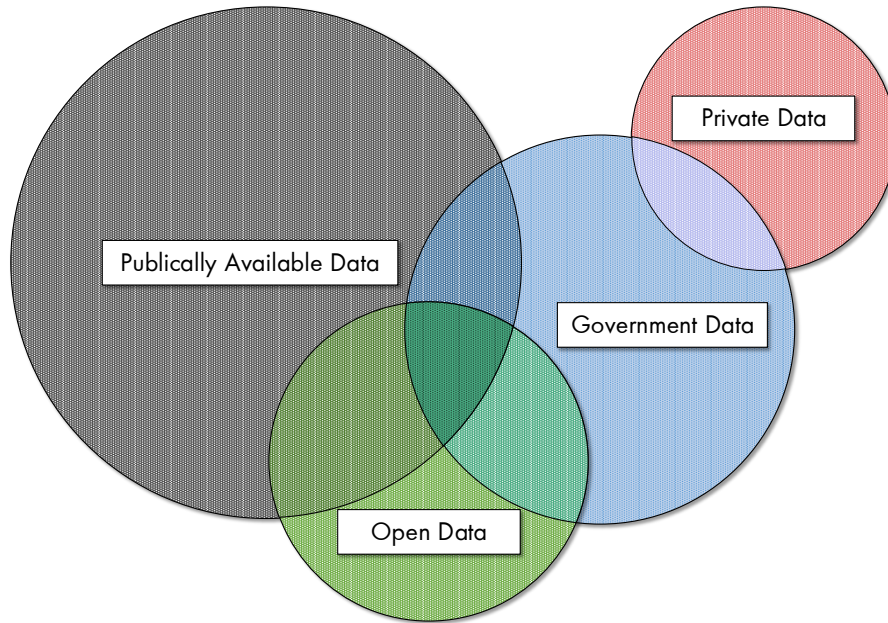 Private Data
Publically Available Data
Government Data
Open Data